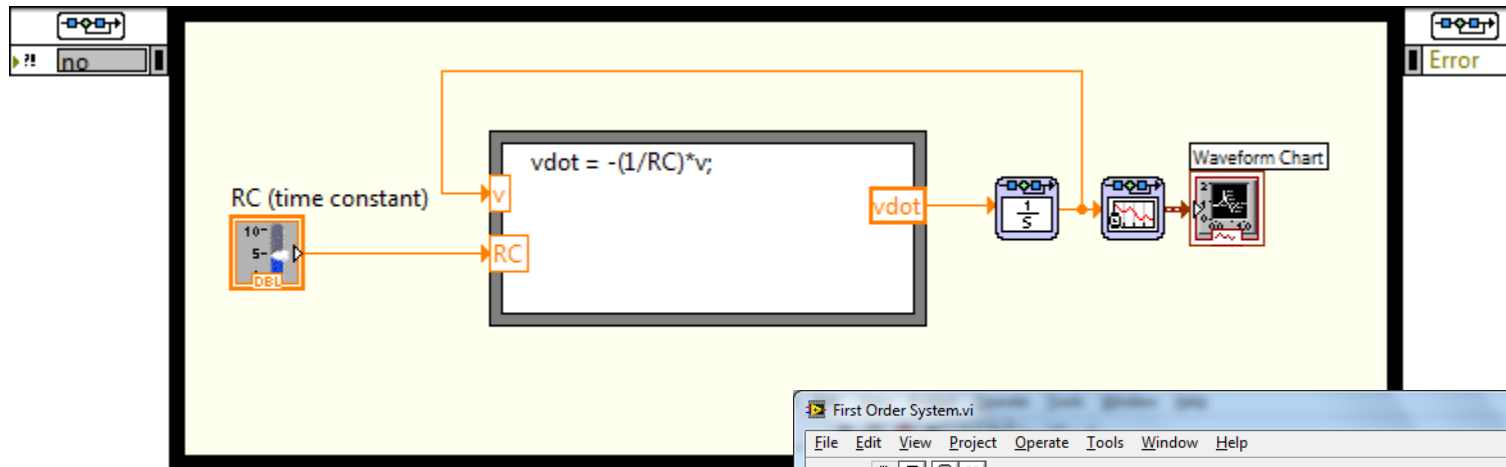 ?! no
Error
vdot = -(1/RC)*v;
Waveform Chart
RC (time constant)
v
vdot
1
s
10
5
DBL
RC
2
First Order System.vi
File Edit View Project Operate Tools Window Help